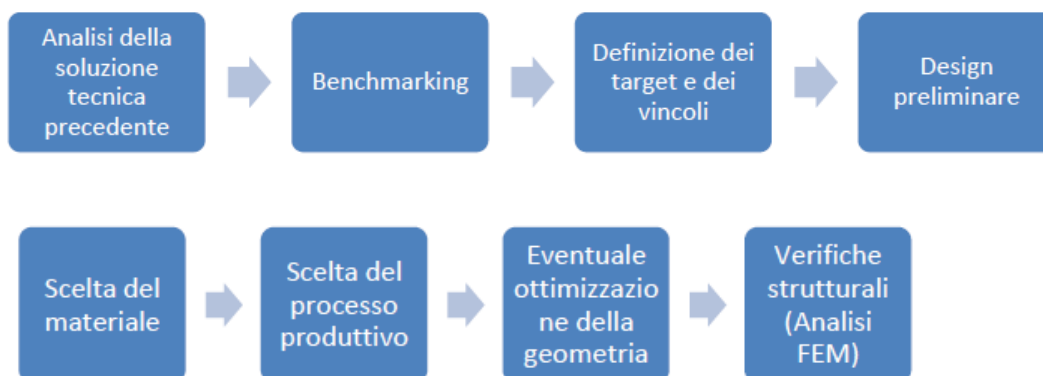 Analisi della
soluzione
tecnica
precedente
Benchmarking
Definizione dei
target e dei
vincoli
Design
preliminare
Scelta del
materiale
Scelta del
processo
produttivo
Eventuale
ottimizzazio
ne della
geometria
Verifiche
strutturali
(Analisi
FEM)